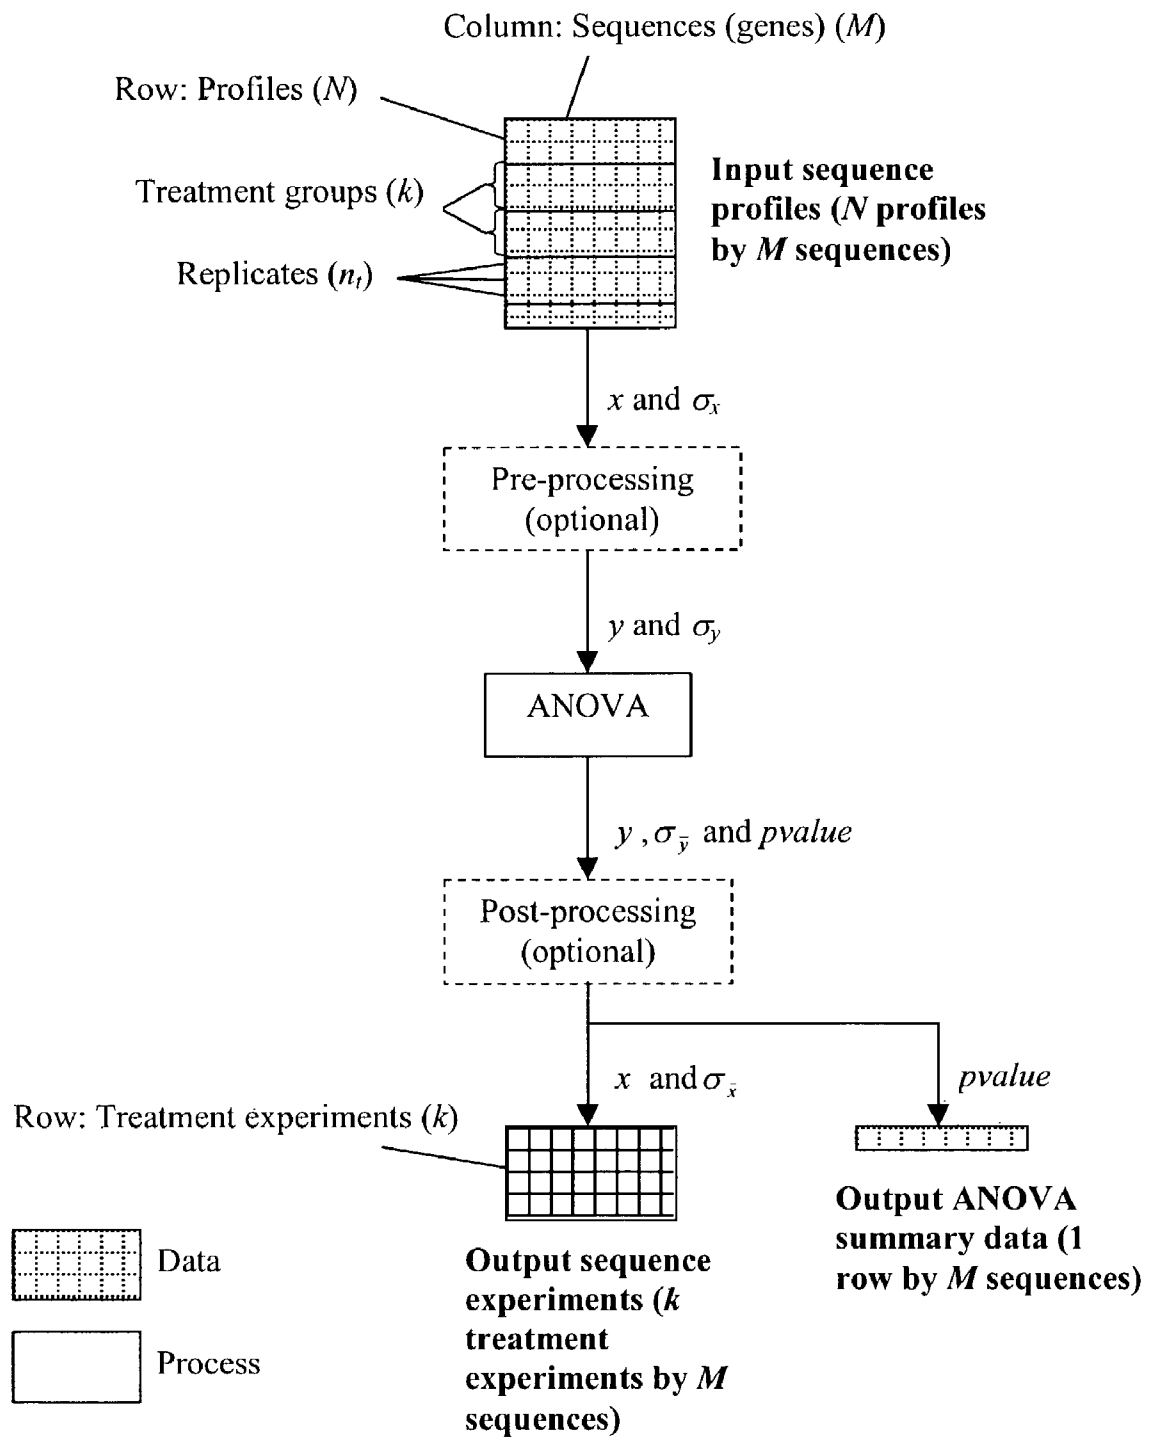 Column: Sequences (genes) (M)
Row: Profiles (N)
Treatment groups (k)
Replicates (nₜ)
Input sequence
profiles (N profiles
by M sequences)
x and σₓ
Pre-processing
(optional)
y and σy
ANOVA
y , σȳ and pvalue
Post-processing
(optional)
x and σx̄
pvalue
Row: Treatment experiments (k)
Output ANOVA
summary data (1
row by M sequences)
Output sequence
experiments (k
treatment
experiments by M
sequences)
Data
Process